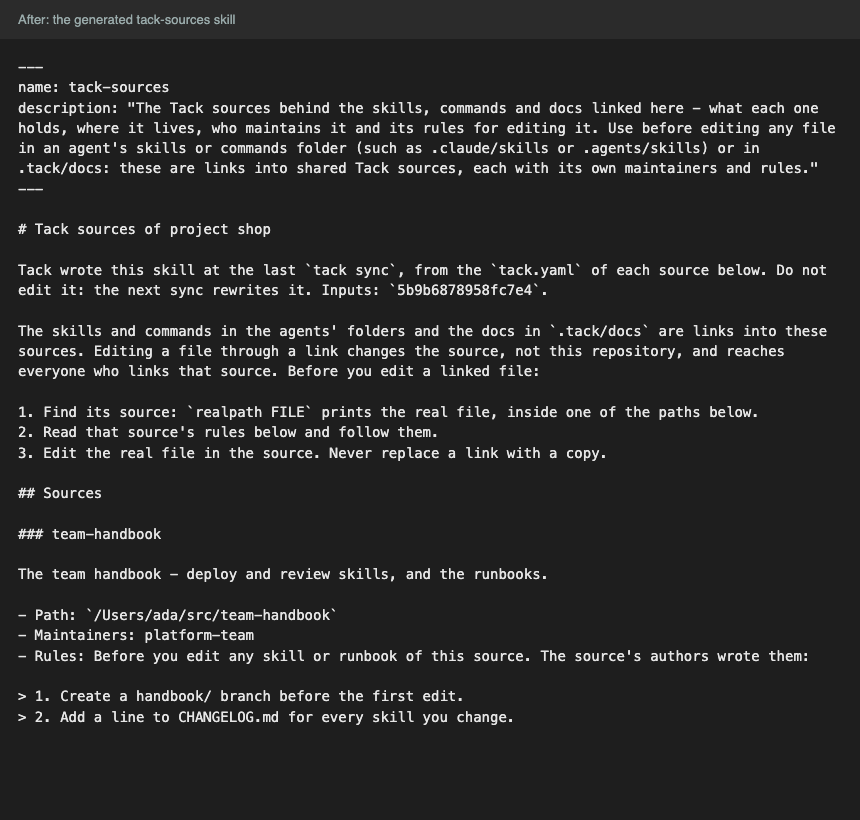 After: the generated tack-sources skill
---
name: tack-sources
description: "The Tack sources behind the skills, commands and docs linked here – what each one
holds, where it lives, who maintains it and its rules for editing it. Use before editing any file
in an agent's skills or commands folder (such as .claude/skills or .agents/skills) or in
.tack/docs: these are links into shared Tack sources, each with its own maintainers and rules."
---
# Tack sources of project shop
Tack wrote this skill at the last `tack sync`, from the `tack.yaml` of each source below. Do not
edit it: the next sync rewrites it. Inputs: `5b9b6878958fc7e4`.
The skills and commands in the agents' folders and the docs in `.tack/docs` are links into these
sources. Editing a file through a link changes the source, not this repository, and reaches
everyone who links that source. Before you edit a linked file:
1. Find its source: `realpath FILE` prints the real file, inside one of the paths below.
2. Read that source's rules below and follow them.
3. Edit the real file in the source. Never replace a link with a copy.
## Sources
### team-handbook
The team handbook – deploy and review skills, and the runbooks.
- Path: `/Users/ada/src/team-handbook`
- Maintainers: platform-team
- Rules: Before you edit any skill or runbook of this source. The source's authors wrote them:
> 1. Create a handbook/ branch before the first edit.
> 2. Add a line to CHANGELOG.md for every skill you change.